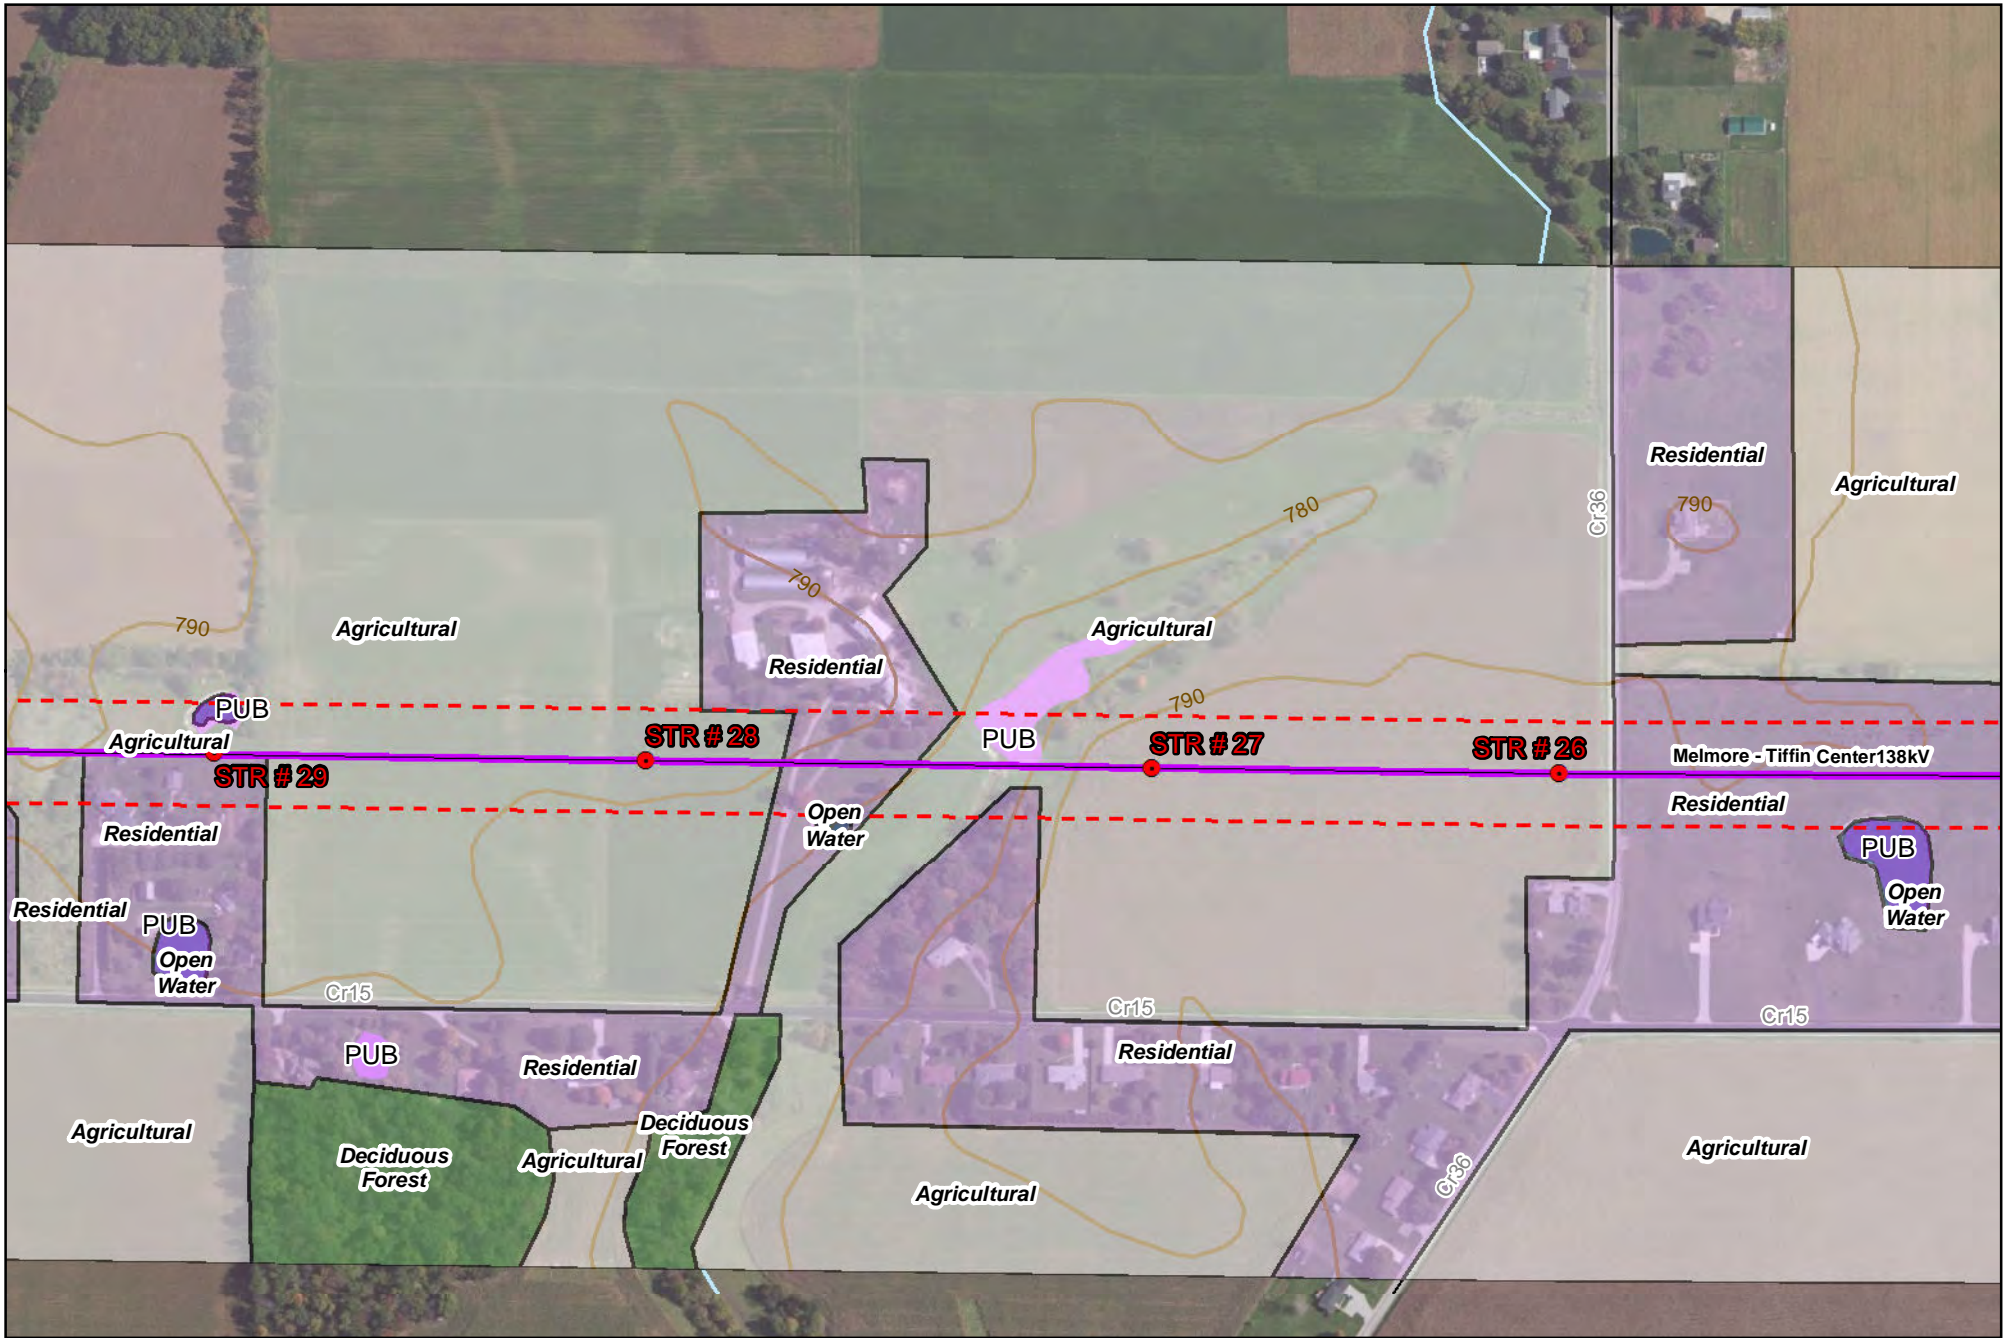 Residential
Agricultural
790
Cr36
780
790
790
Agricultural
Agricultural
Residential
790
PUB
PUB
Agricultural
STR # 28
STR # 27
STR # 26
Melmore - Tiffin Center138kV
STR # 29
Residential
Residential
Open
Water
PUB
Open
Water
Residential
PUB
Open
Water
Cr15
Cr15
Cr15
PUB
Residential
Residential
Agricultural
Deciduous
Forest
Deciduous
Forest
Agricultural
Agricultural
Cr36
Agricultural